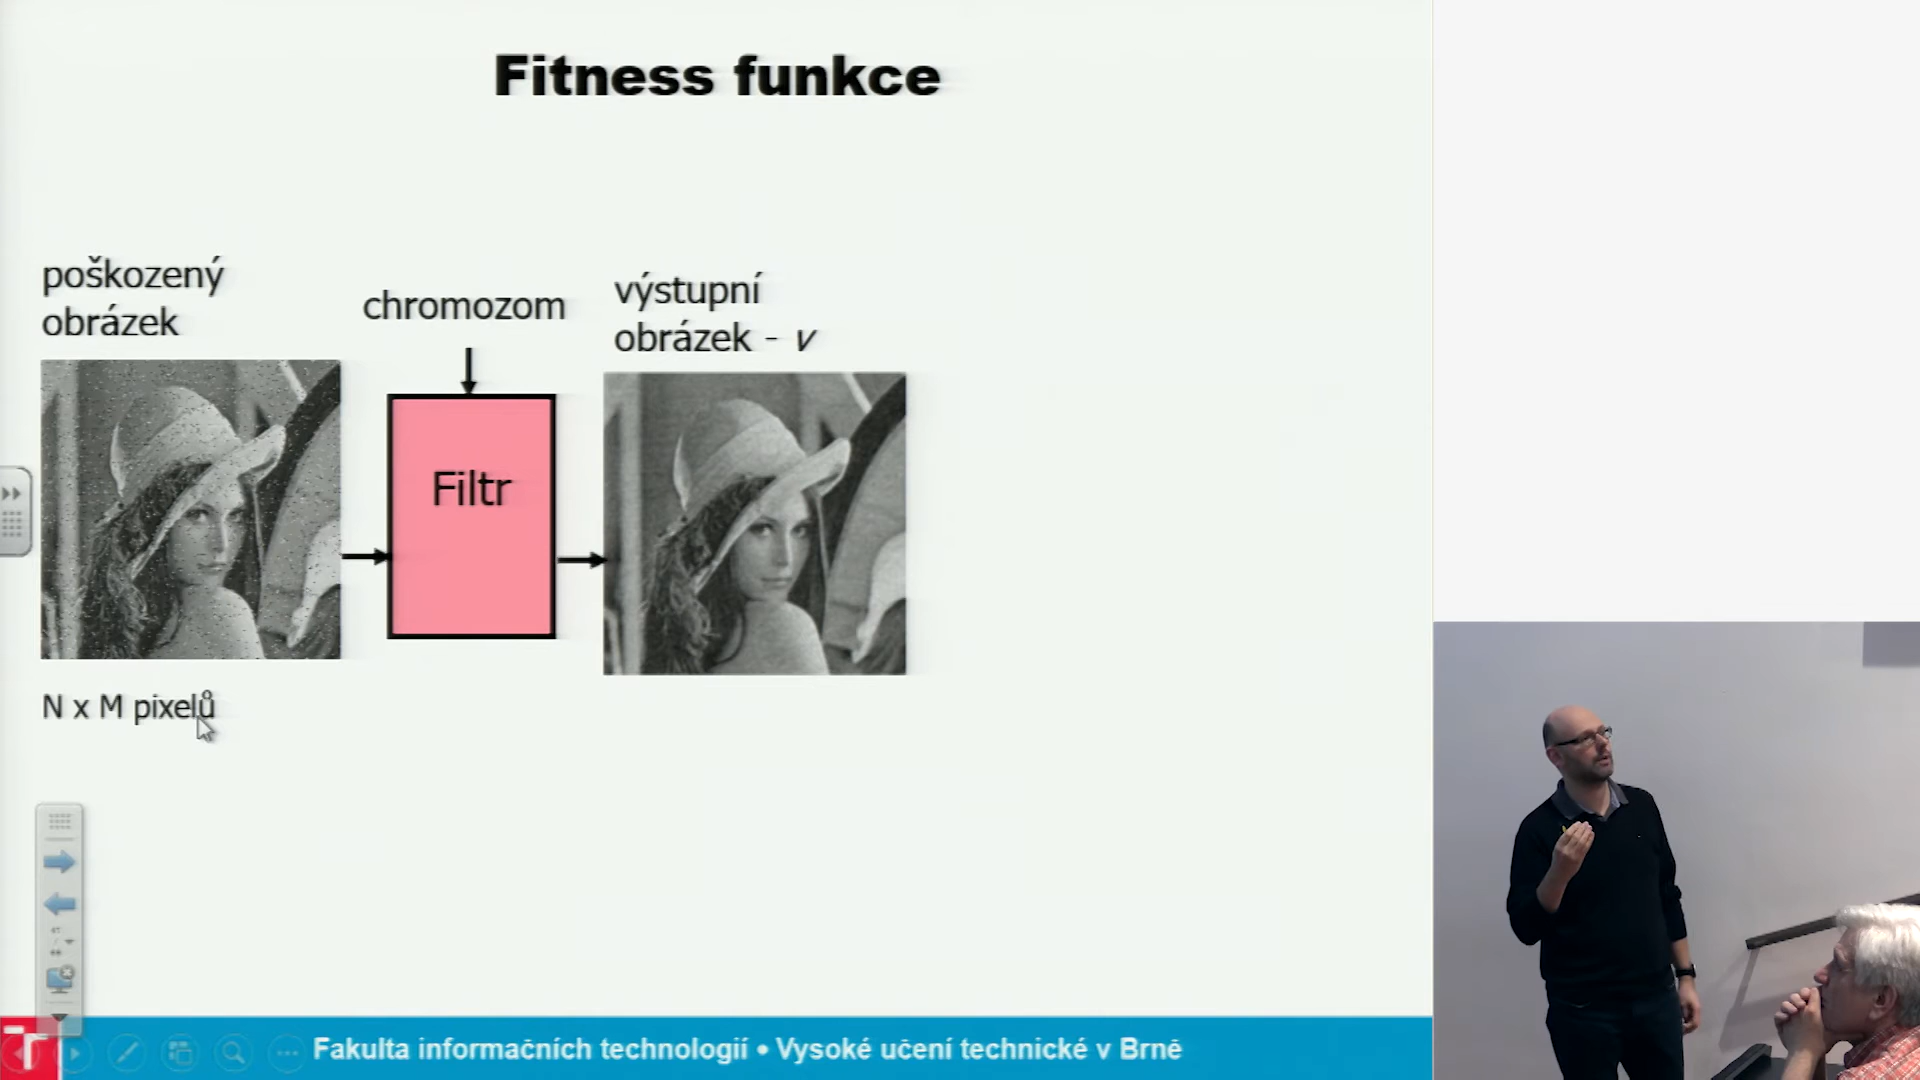 Fitness funkce
poškozený
obrázek
chromozom
výstupní
obrázek - v
Filtr
N x M pixelů
Fakulta informačních technologií • Vysoké učení technické v Brně